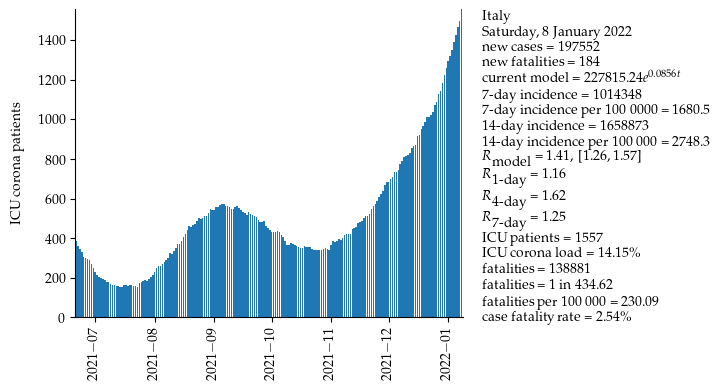 1400
1200
1000
800
600
400
200
0
ICU corona patients
2021−07
2021−08
2021−09
2021−10
2021−11
2021−12
2022−01
Italy
Saturday, 8 January 2022
new cases = 197552
new fatalities = 184
current model = 227815.24e^0.0856t
7-day incidence = 1014348
7-day incidence per 100 0000 = 1680.5
14-day incidence = 1658873
14-day incidence per 100 000 = 2748.3
R_model = 1.41, [1.26, 1.57]
R_1-day = 1.16
R_4-day = 1.62
R_7-day = 1.25
ICU patients = 1557
ICU corona load = 14.15%
fatalities = 138881
fatalities = 1 in 434.62
fatalities per 100 000 = 230.09
case fatality rate = 2.54%